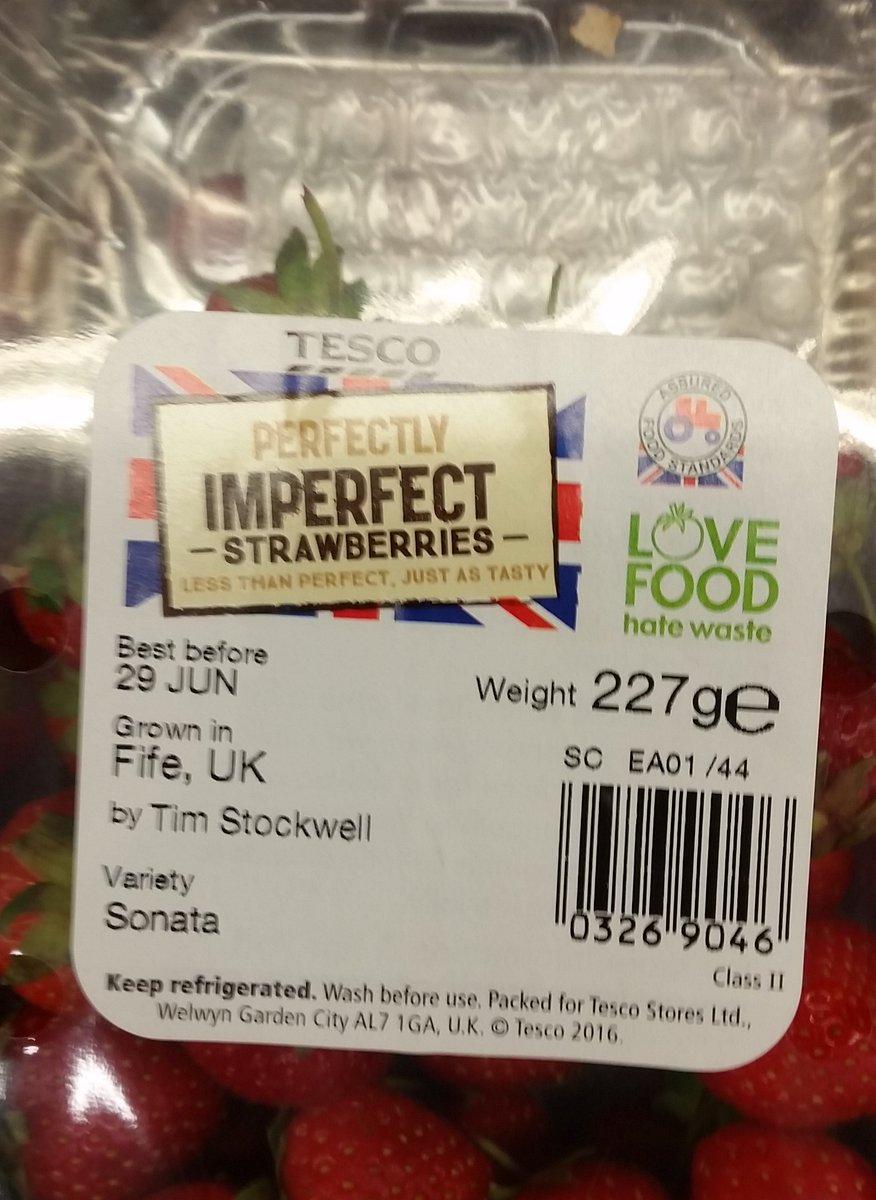 TESCO
PERFECTLY
IMPERFECT
– STRAWBERRIES –
LESS THAN PERFECT, JUST AS TASTY
ASSURED
FOOD STANDARDS
LOVE
FOOD
hate waste
Best before
29 JUN
Weight 227g℮
Grown in
Fife, UK
SC EA01 /44
by Tim Stockwell
Variety
Sonata
0326 9046
Class II
Keep refrigerated. Wash before use. Packed for Tesco Stores Ltd.,
Welwyn Garden City AL7 1GA, U.K. © Tesco 2016.